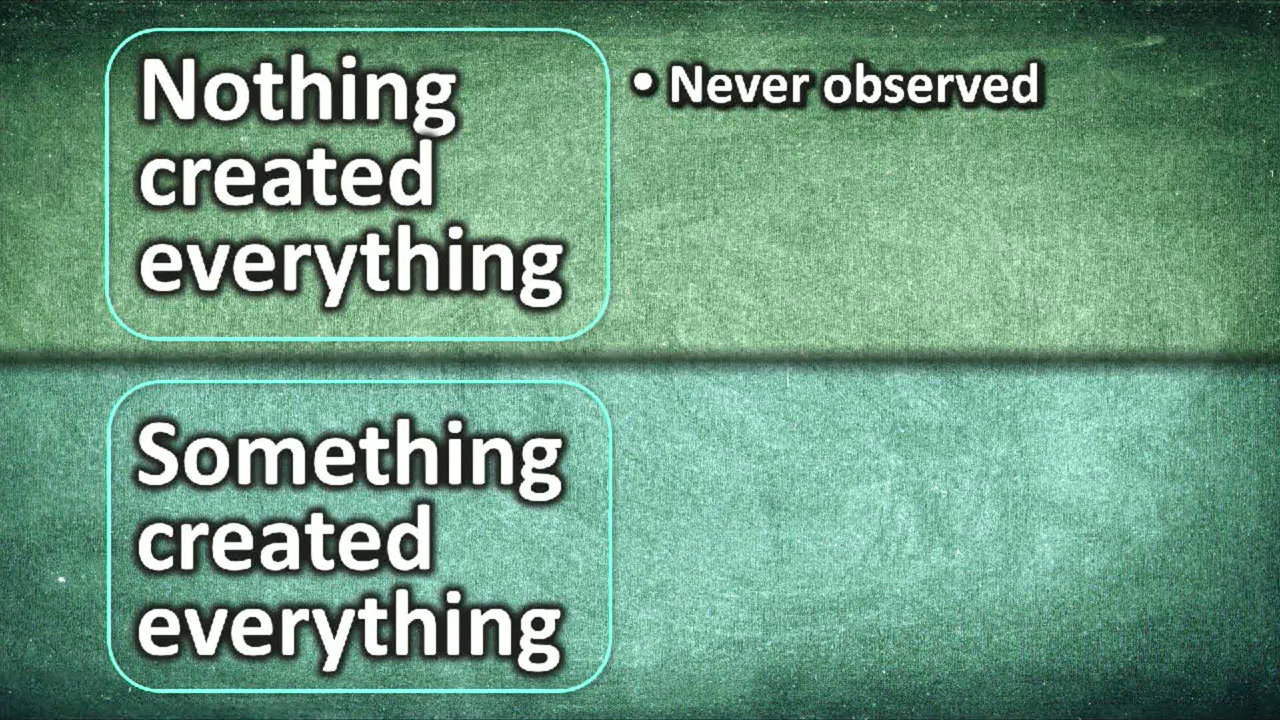 Nothing
created
everything
• Never observed
Something
created
everything